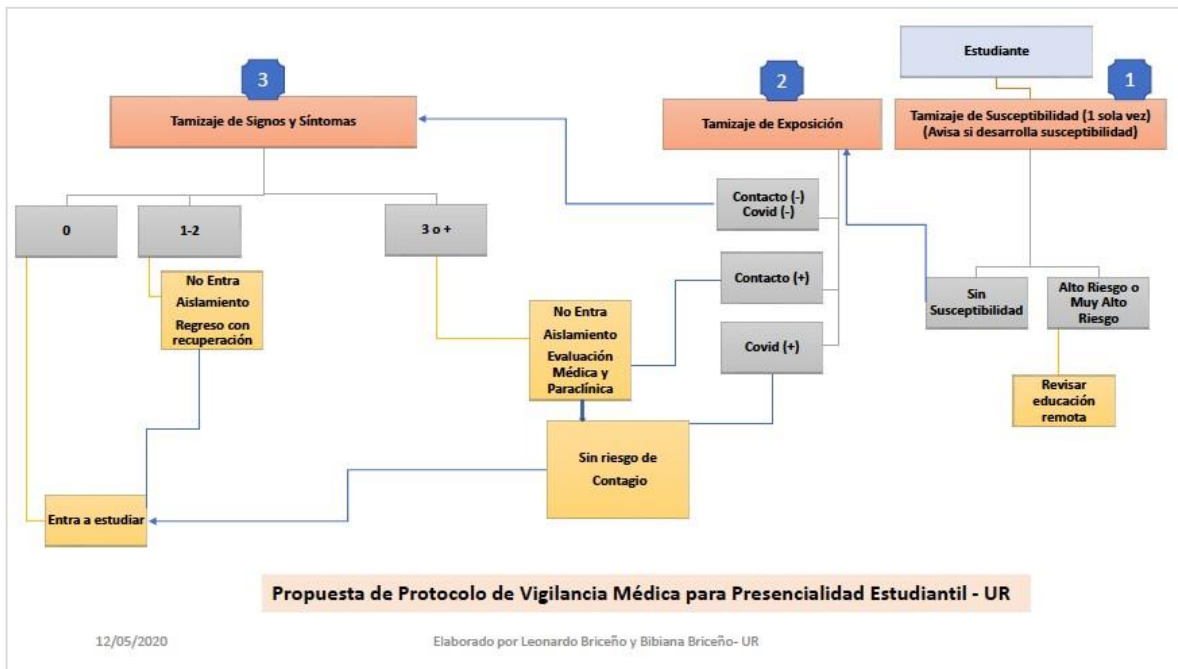 Estudiante
1
Tamizaje de Susceptibilidad (1 sola vez)
(Avisa si desarrolla susceptibilidad)
2
Tamizaje de Exposición
3
Tamizaje de Signos y Síntomas
Contacto (-)
Covid (-)
Contacto (+)
Covid (+)
Sin
Susceptibilidad
Alto Riesgo o
Muy Alto
Riesgo
Revisar
educación
remota
0
1-2
3 o +
No Entra
Aislamiento
Regreso con
recuperación
No Entra
Aislamiento
Evaluación
Médica y
Paraclínica
Sin riesgo de
Contagio
Entra a estudiar
Propuesta de Protocolo de Vigilancia Médica para Presencialidad Estudiantil - UR
12/05/2020
Elaborado por Leonardo Briceño y Bibiana Briceño- UR